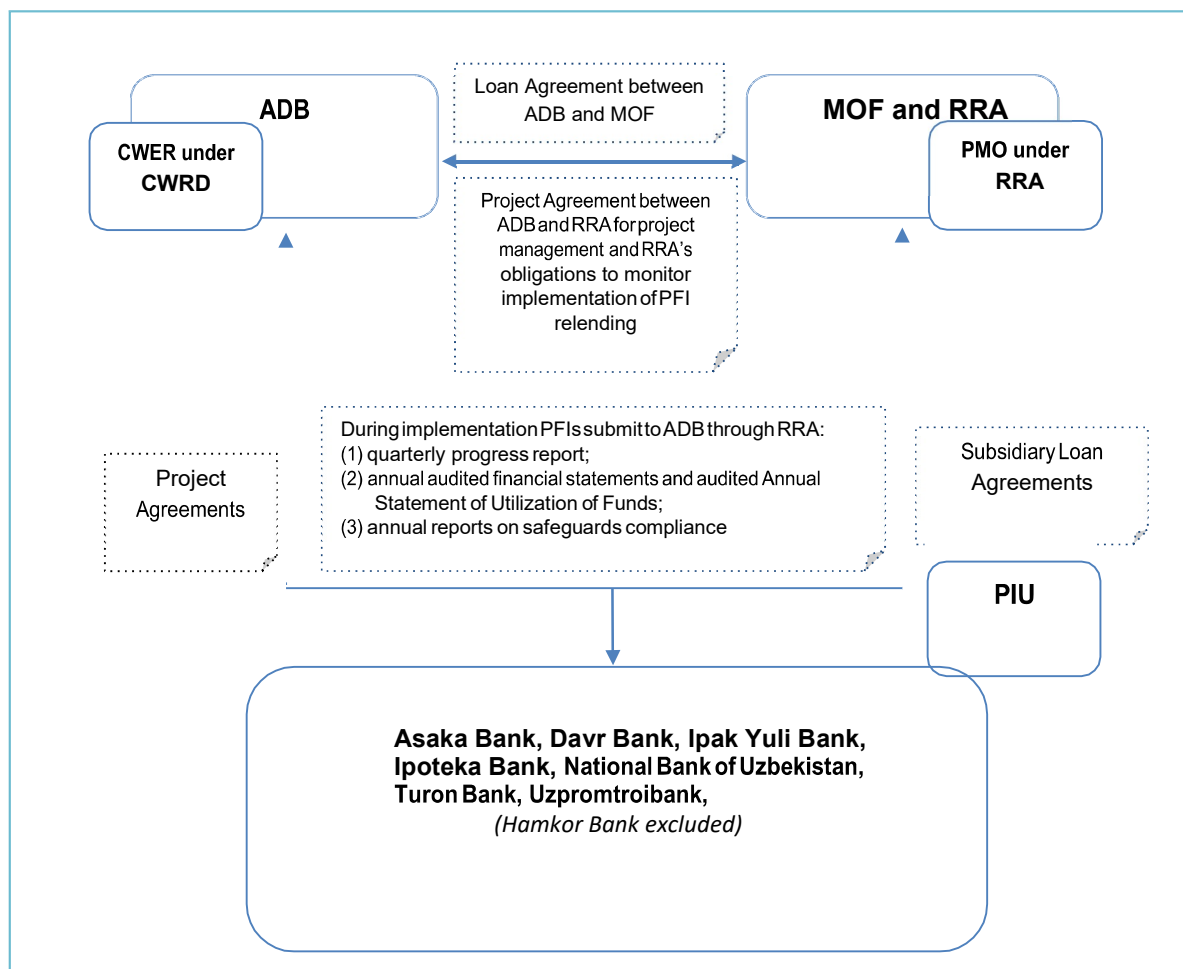 Loan Agreement between
ADB and MOF
ADB
CWER under
CWRD
MOF and RRA
PMO under
RRA
Project Agreement between
ADB and RRA for project
management and RRA's
obligations to monitor
implementation of PFI
relending
During implementation PFIs submit to ADB through RRA:
(1) quarterly progress report;
(2) annual audited financial statements and audited Annual
Statement of Utilization of Funds;
(3) annual reports on safeguards compliance
Project
Agreements
Subsidiary Loan
Agreements
PIU
Asaka Bank, Davr Bank, Ipak Yuli Bank,
Ipoteka Bank, National Bank of Uzbekistan,
Turon Bank, Uzpromtroibank,
(Hamkor Bank excluded)